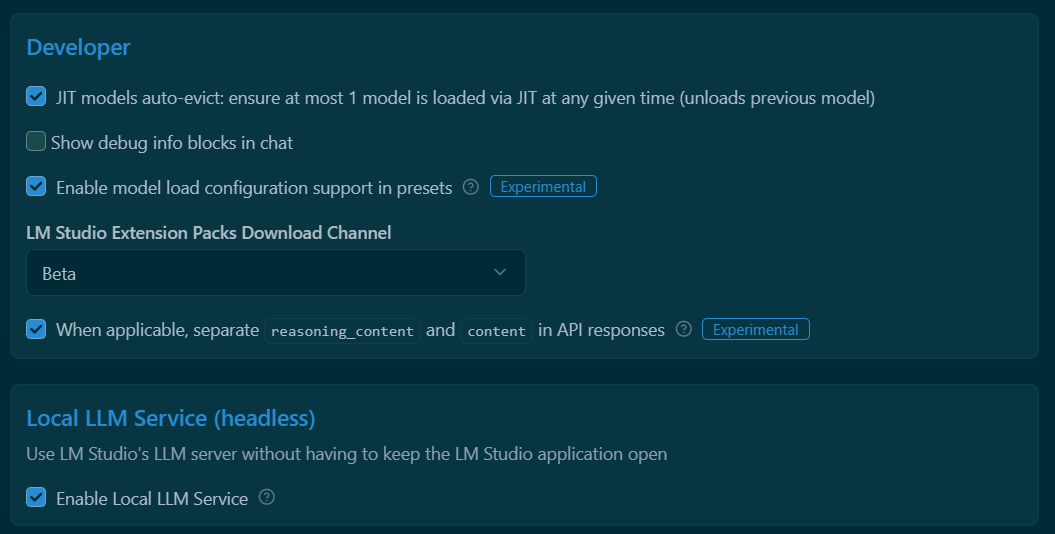 Developer
JIT models auto-evict: ensure at most 1 model is loaded via JIT at any given time (unloads previous model)
Show debug info blocks in chat
Enable model load configuration support in presets ? Experimental
LM Studio Extension Packs Download Channel
Beta
When applicable, separate reasoning_content and content in API responses ? Experimental
Local LLM Service (headless)
Use LM Studio's LLM server without having to keep the LM Studio application open
Enable Local LLM Service ?